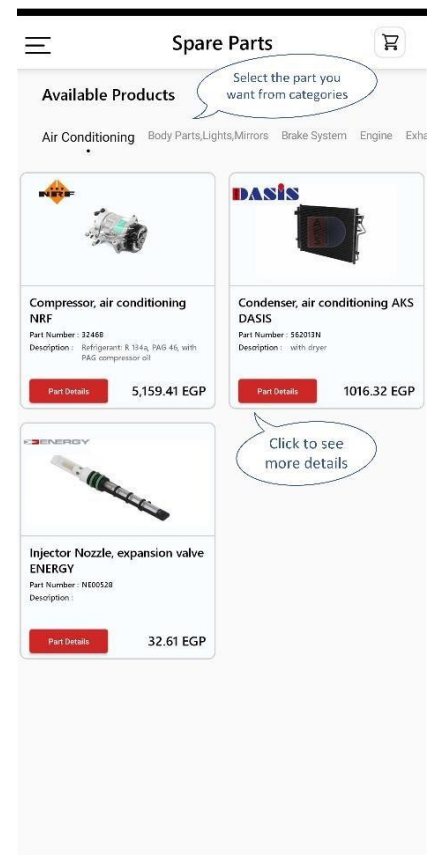 Spare Parts
Select the part you
want from categories
Available Products
Air Conditioning Body Parts,Lights,Mirrors Brake System Engine Exha
NRF
DASIS
Compressor, air conditioning
NRF
Part Number : 32468
Description : Refrigerant: R 134a, PAG 46, with
PAG compressor oil
Part Details 5,159.41 EGP
Condenser, air conditioning AKS
DASIS
Part Number : 562013N
Description : with dryer
Part Details 1016.32 EGP
Click to see
more details
ENERGY
Injector Nozzle, expansion valve
ENERGY
Part Number : NE00528
Description :
Part Details 32.61 EGP